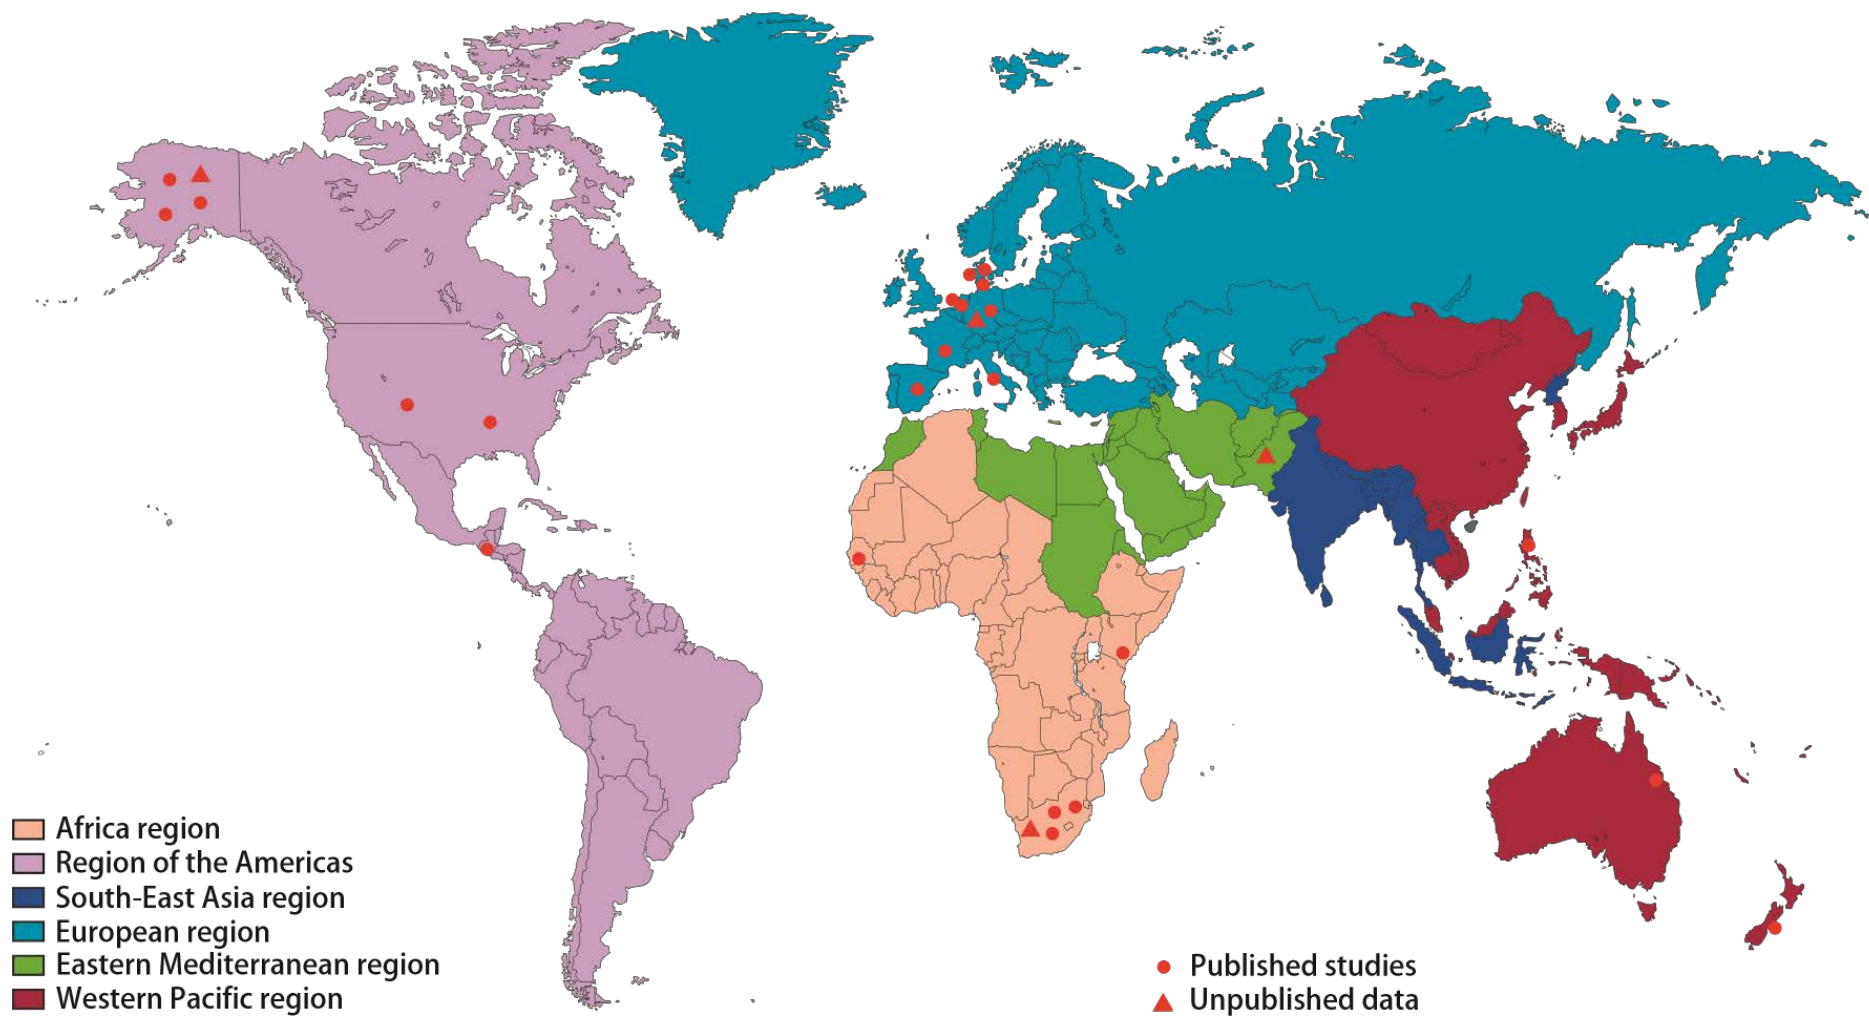 Africa region
Region of the Americas
South-East Asia region
European region
Eastern Mediterranean region
Western Pacific region
Published studies
Unpublished data